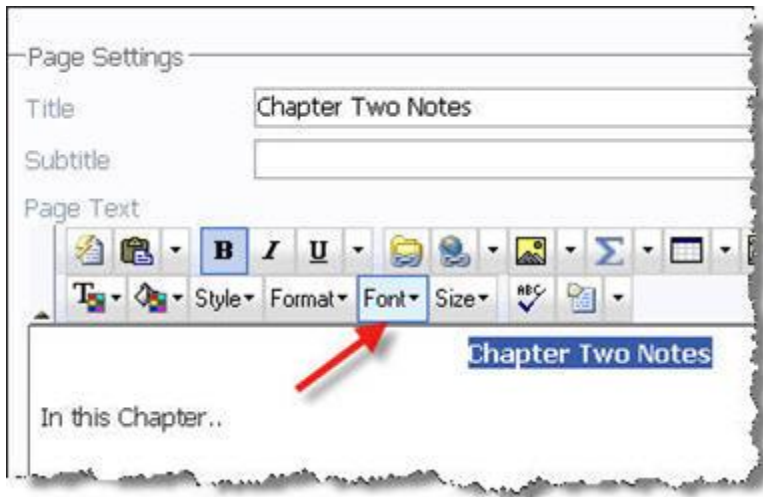 Page Settings
Title Chapter Two Notes
Subtitle
Page Text
B I U Σ
T Style Format Font Size ABC
Chapter Two Notes
In this Chapter..